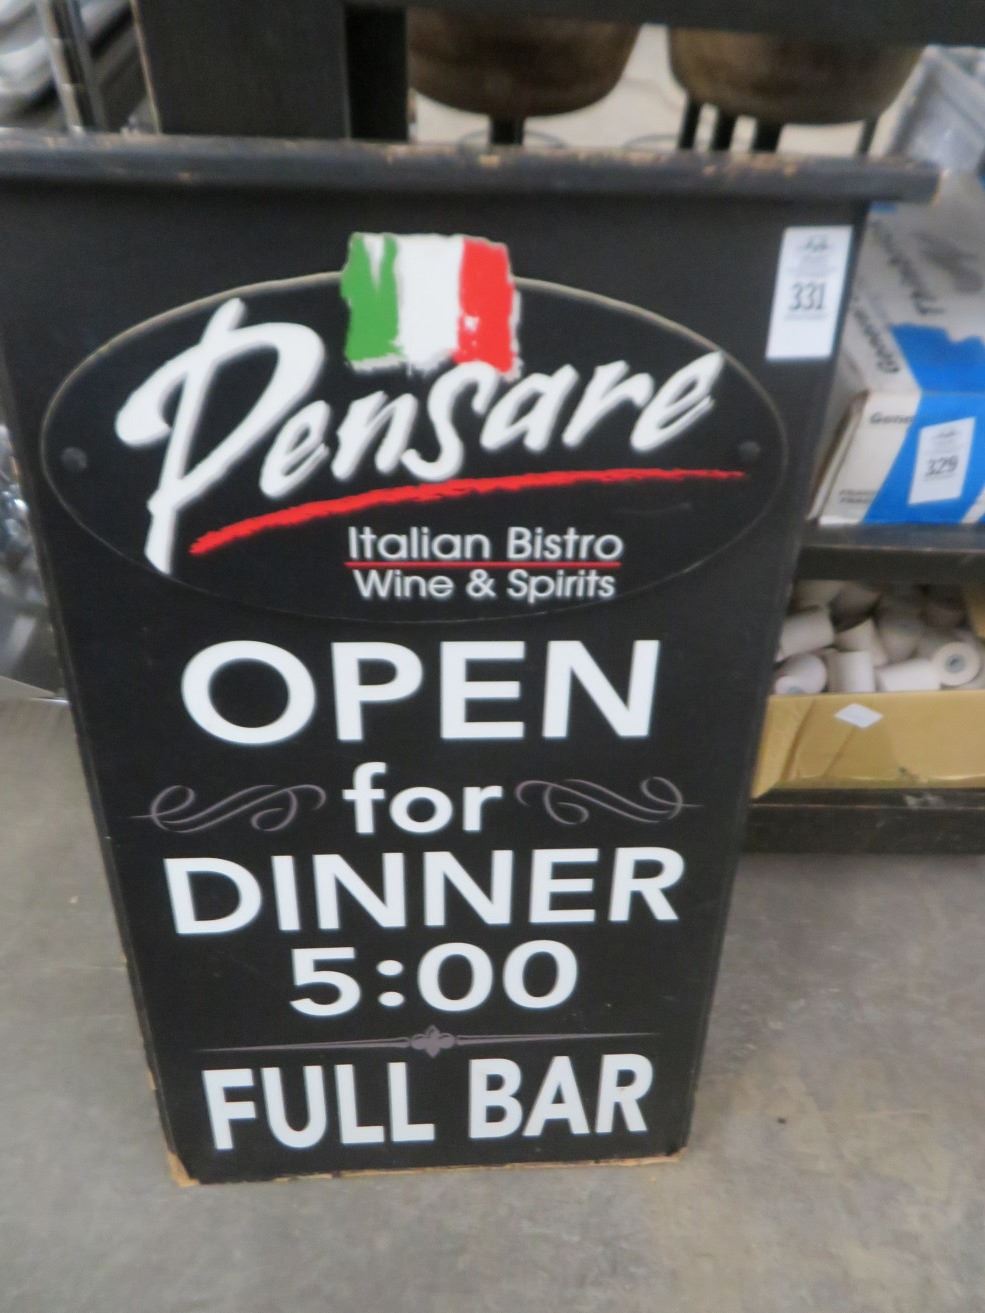 Pensare
Italian Bistro
Wine & Spirits
OPEN
for
DINNER
5:00
FULL BAR
331
329